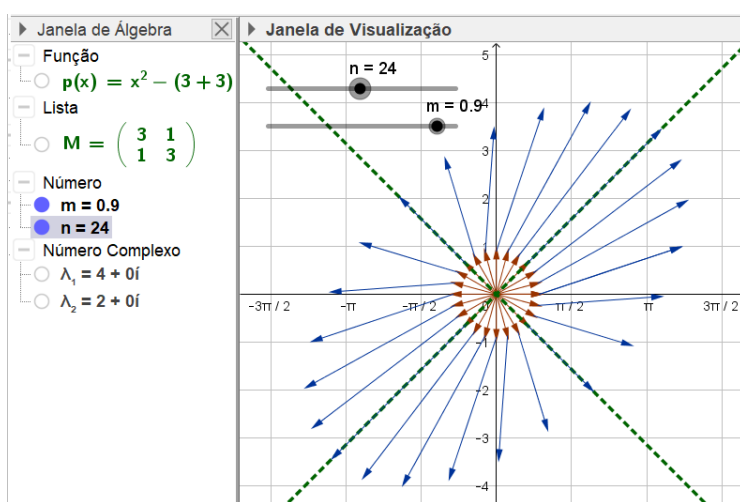 Janela de Álgebra
Função
p(x) = x² − (3 + 3)
Lista
M = ( 3 1
1 3 )
Número
m = 0.9
n = 24
Número Complexo
λ₁ = 4 + 0í
λ₂ = 2 + 0í
Janela de Visualização
n = 24
m = 0.9
5
4
3
2
1
−3π / 2
−π
−π / 2
0
π / 2
π
3π / 2
−1
−2
−3
−4